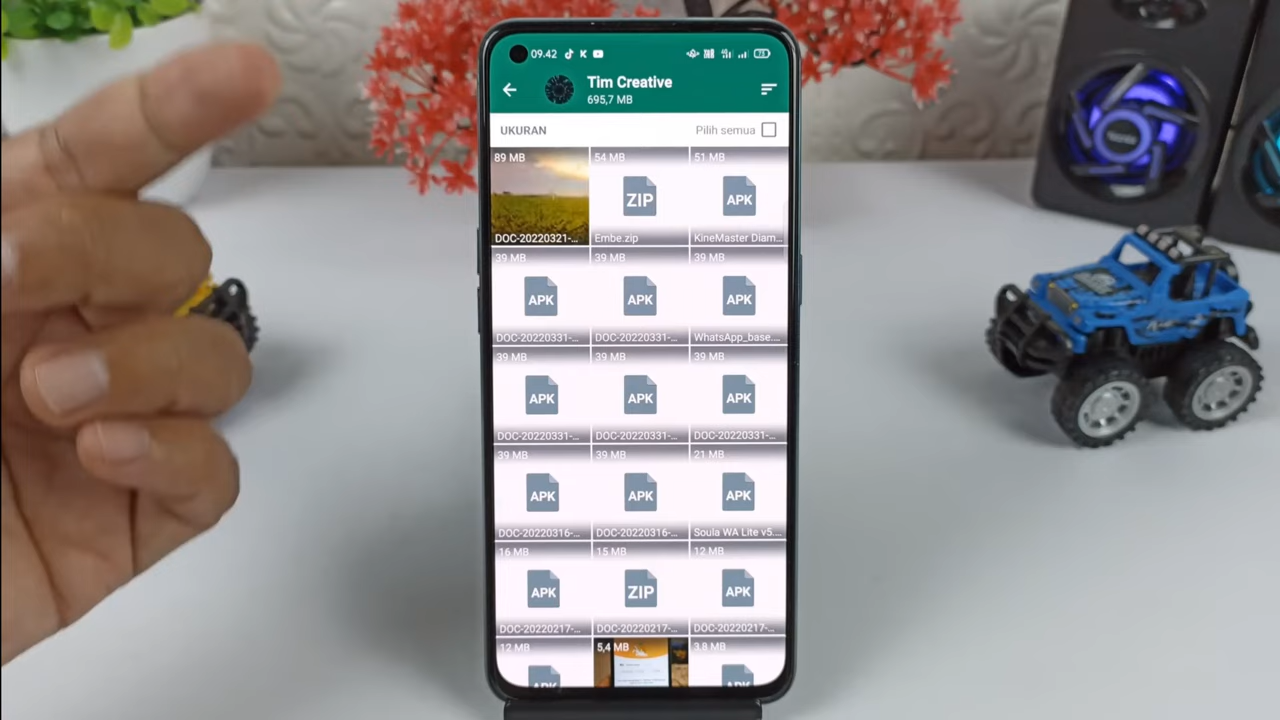 09.42
Tim Creative
695,7 MB
UKURAN Pilih semua
89 MB 54 MB 51 MB
ZIP APK
DOC-20220321-... Embe.zip KineMaster Diam...
39 MB 39 MB 39 MB
APK APK APK
DOC-20220331-... DOC-20220331-... WhatsApp_base....
39 MB 39 MB 39 MB
APK APK APK
DOC-20220331-... DOC-20220331-... DOC-20220331-...
39 MB 39 MB 21 MB
APK APK APK
DOC-20220316-... DOC-20220316-... Soula WA Lite v5....
16 MB 15 MB 12 MB
APK ZIP APK
DOC-20220217-... DOC-20220217-... DOC-20220217-...
12 MB 5,4 MB 3,8 MB
APK APK